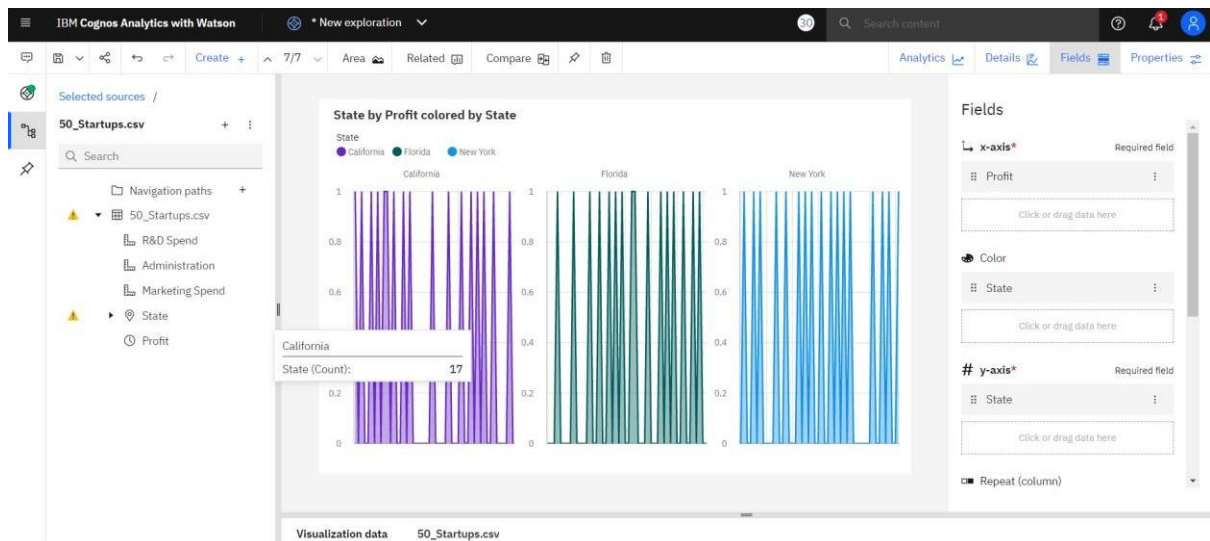 IBM Cognos Analytics with Watson
* New exploration
30
Search content
1
Create +
7/7
Area
Related
Compare
Analytics
Details
Fields
Properties
Selected sources /
50_Startups.csv
Search
Navigation paths
50_Startups.csv
R&D Spend
Administration
Marketing Spend
State
Profit
State by Profit colored by State
State
California Florida New York
California Florida New York
1 1 1
0.8 0.8 0.8
0.6 0.6 0.6
0.4 0.4
0.2 0.2 0.2
0 0 0
California
State (Count): 17
Fields
x-axis* Required field
Profit
Click or drag data here
Color
State
Click or drag data here
# y-axis* Required field
State
Click or drag data here
Repeat (column)
Visualization data 50_Startups.csv